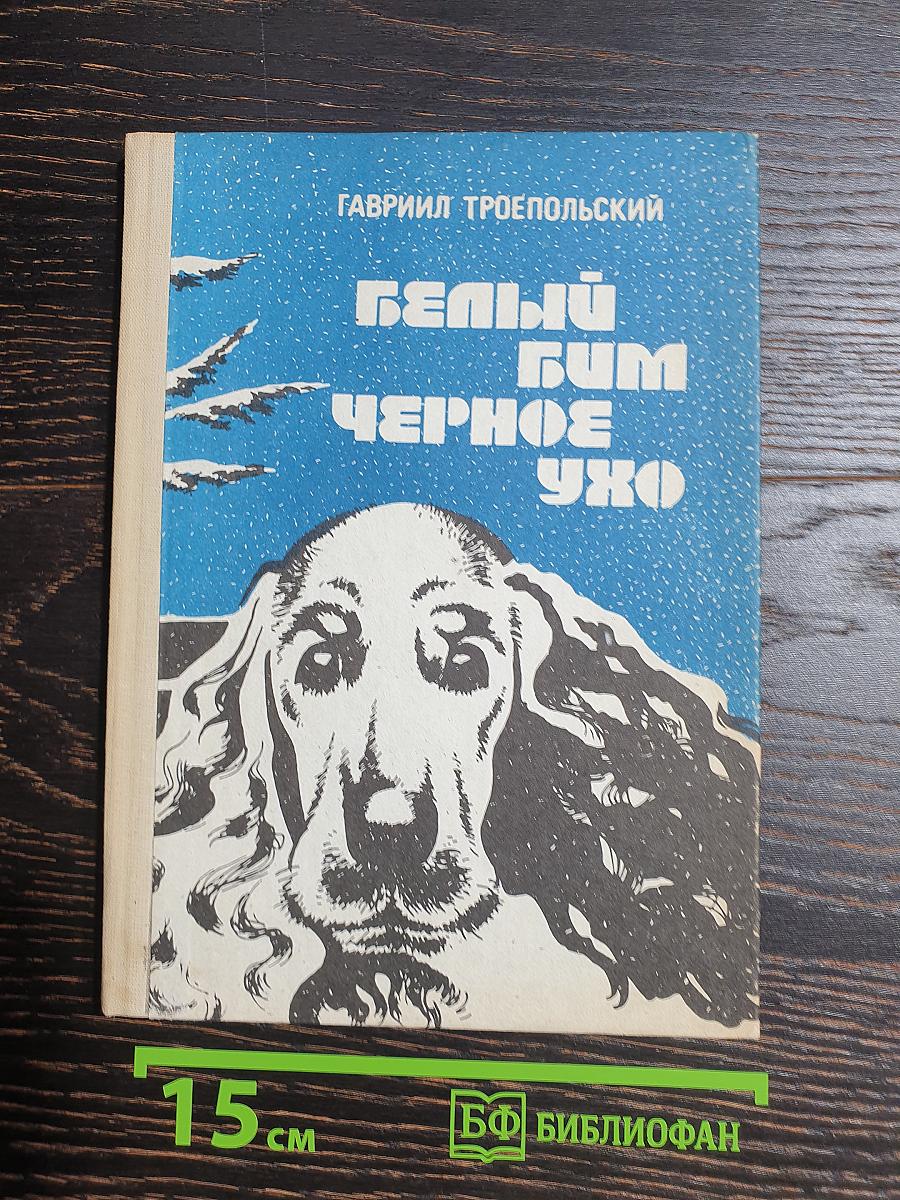 ГАВРИИЛ ТРОЕПОЛЬСКИЙ
БЕЛЫЙ
БИМ
ЧЕРНОЕ
УХО
15 см
БФ БИБЛИОФАН